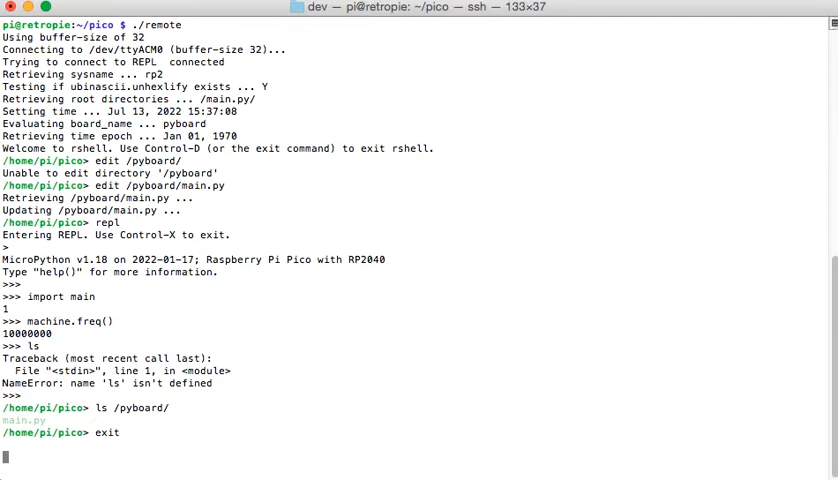 dev — pi@retropie: ~/pico — ssh — 133×37
pi@retropie:~/pico $ ./remote
Using buffer-size of 32
Connecting to /dev/ttyACM0 (buffer-size 32)...
Trying to connect to REPL  connected
Retrieving sysname ... rp2
Testing if ubinascii.unhexlify exists ... Y
Retrieving root directories ... /main.py/
Setting time ... Jul 13, 2022 15:37:08
Evaluating board_name ... pyboard
Retrieving time epoch ... Jan 01, 1970
Welcome to rshell. Use Control-D (or the exit command) to exit rshell.
/home/pi/pico> edit /pyboard/
Unable to edit directory '/pyboard'
/home/pi/pico> edit /pyboard/main.py
Retrieving /pyboard/main.py ...
Updating /pyboard/main.py ...
/home/pi/pico> repl
Entering REPL. Use Control-X to exit.
>
MicroPython v1.18 on 2022-01-17; Raspberry Pi Pico with RP2040
Type "help()" for more information.
>>>
>>> import main
1
>>> machine.freq()
10000000
>>> ls
Traceback (most recent call last):
  File "<stdin>", line 1, in <module>
NameError: name 'ls' isn't defined
>>>
/home/pi/pico> ls /pyboard/
main.py
/home/pi/pico> exit